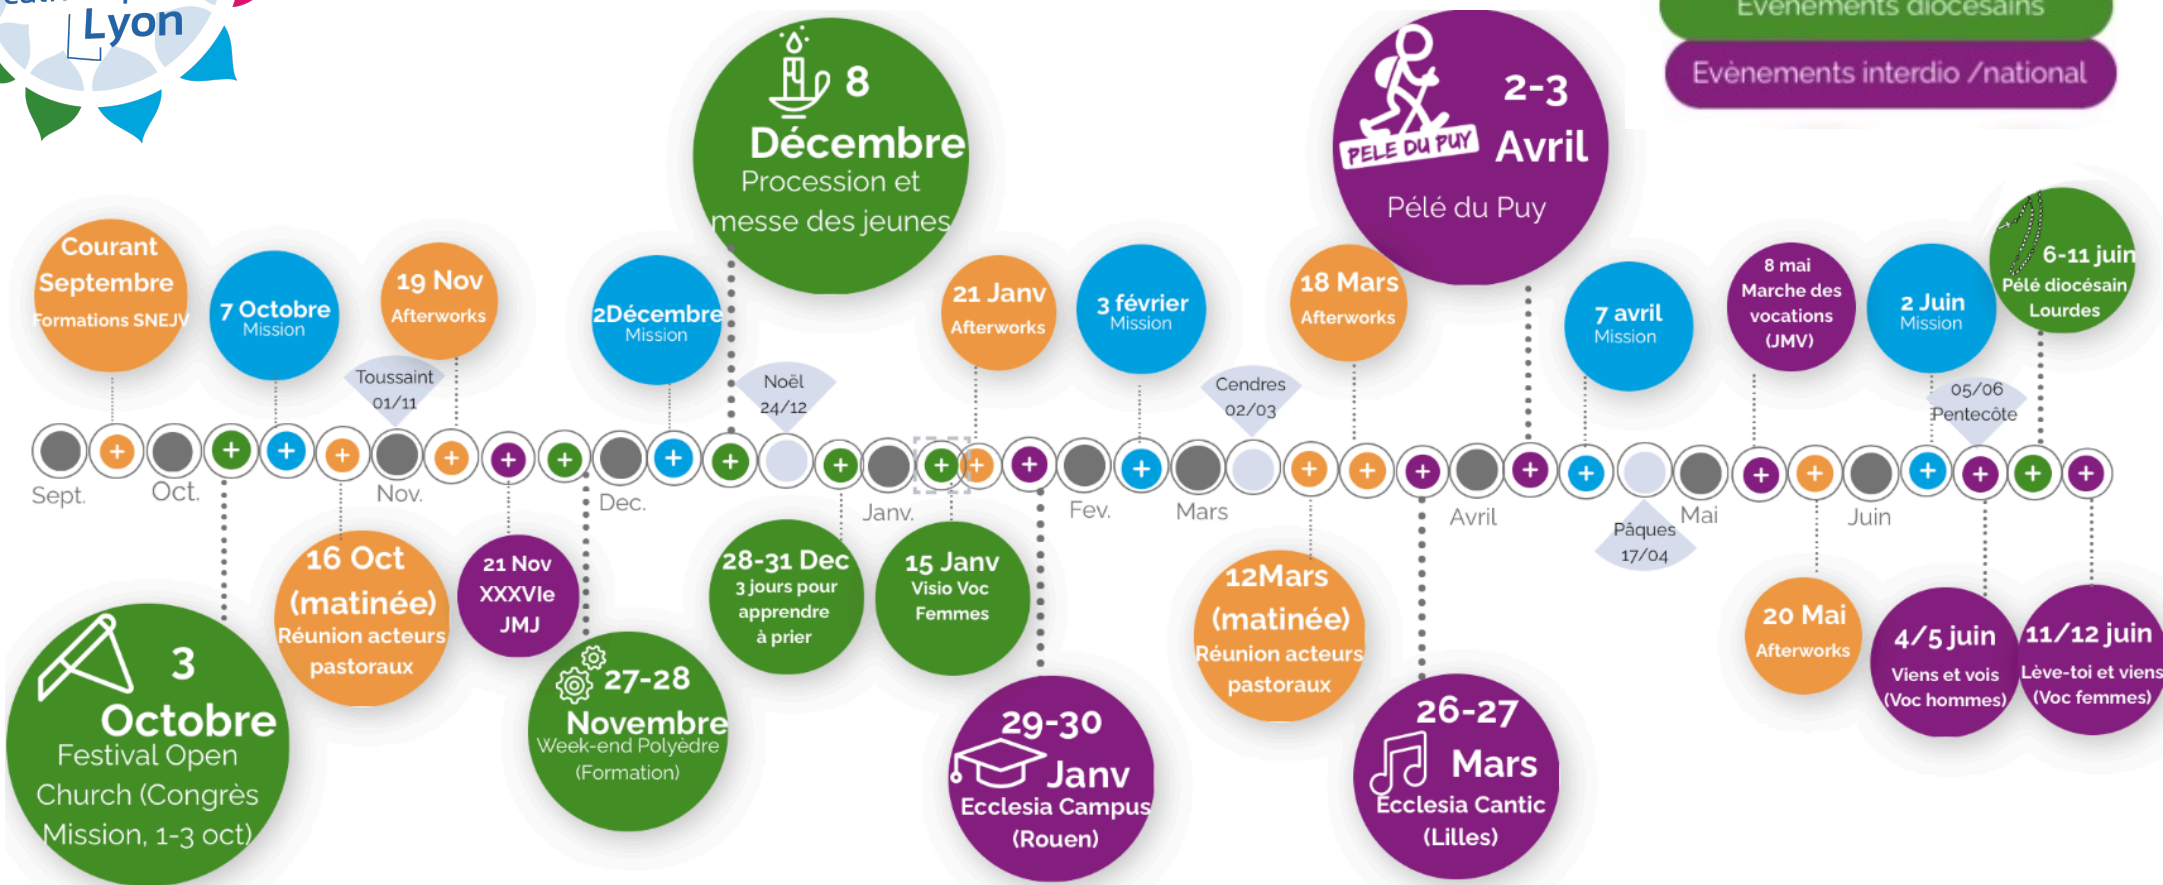 Lyon
Evènements diocésains
Evènements interdio /national
8
Décembre
Procession et
messe des jeunes
PELE DU PUY
2-3
Avril
Pélé du Puy
Courant
Septembre
Formations SNEJV
7 Octobre
Mission
19 Nov
Afterworks
2Décembre
Mission
21 Janv
Afterworks
3 février
Mission
18 Mars
Afterworks
7 avril
Mission
8 mai
Marche des
vocations
(JMV)
2 Juin
Mission
6-11 juin
Pélé diocésain
Lourdes
Toussaint
01/11
Noël
24/12
Cendres
02/03
05/06
Pentecôte
Sept.
Oct.
Nov.
Dec.
Janv.
Fev.
Mars
Avril
Mai
Juin
Pâques
17/04
3
Octobre
Festival Open
Church (Congrès
Mission, 1-3 oct)
16 Oct
(matinée)
Réunion acteurs
pastoraux
21 Nov
XXXVIe
JMJ
27-28
Novembre
Week-end Polyèdre
(Formation)
28-31 Dec
3 jours pour
apprendre
à prier
15 Janv
Visio Voc
Femmes
29-30
Janv
Ecclesia Campus
(Rouen)
12Mars
(matinée)
Réunion acteurs
pastoraux
26-27
Mars
Ecclesia Cantic
(Lilles)
20 Mai
Afterworks
4/5 juin
Viens et vois
(Voc hommes)
11/12 juin
Lève-toi et viens
(Voc femmes)